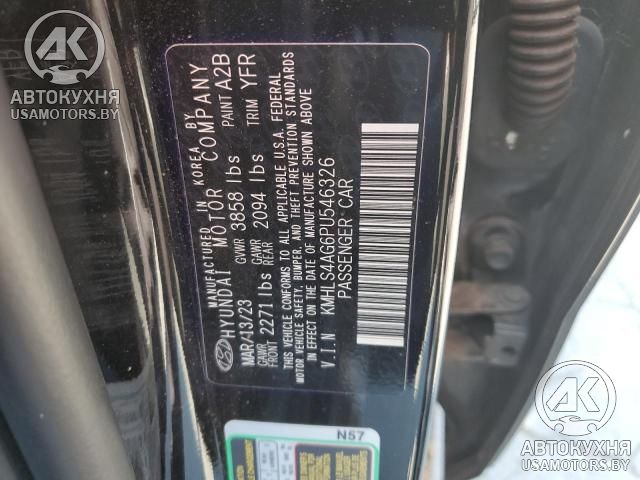 AK
АВТОКУХНЯ
USAMOTORS.BY
MANUFACTURED IN KOREA BY
HYUNDAI MOTOR COMPANY
MAR/13/23 GVWR 3858 lbs PAINT A2B
GAWR FRONT 2271 lbs GAWR REAR 2094 lbs TRIM YFR
THIS VEHICLE CONFORMS TO ALL APPLICABLE U.S.A. FEDERAL
MOTOR VEHICLE SAFETY, BUMPER, AND THEFT PREVENTION STANDARDS
IN EFFECT ON THE DATE OF MANUFACTURE SHOWN ABOVE
V.I.N KMHLS4AG6PU546326
PASSENGER CAR
N57
AK
АВТОКУХНЯ
USAMOTORS.BY